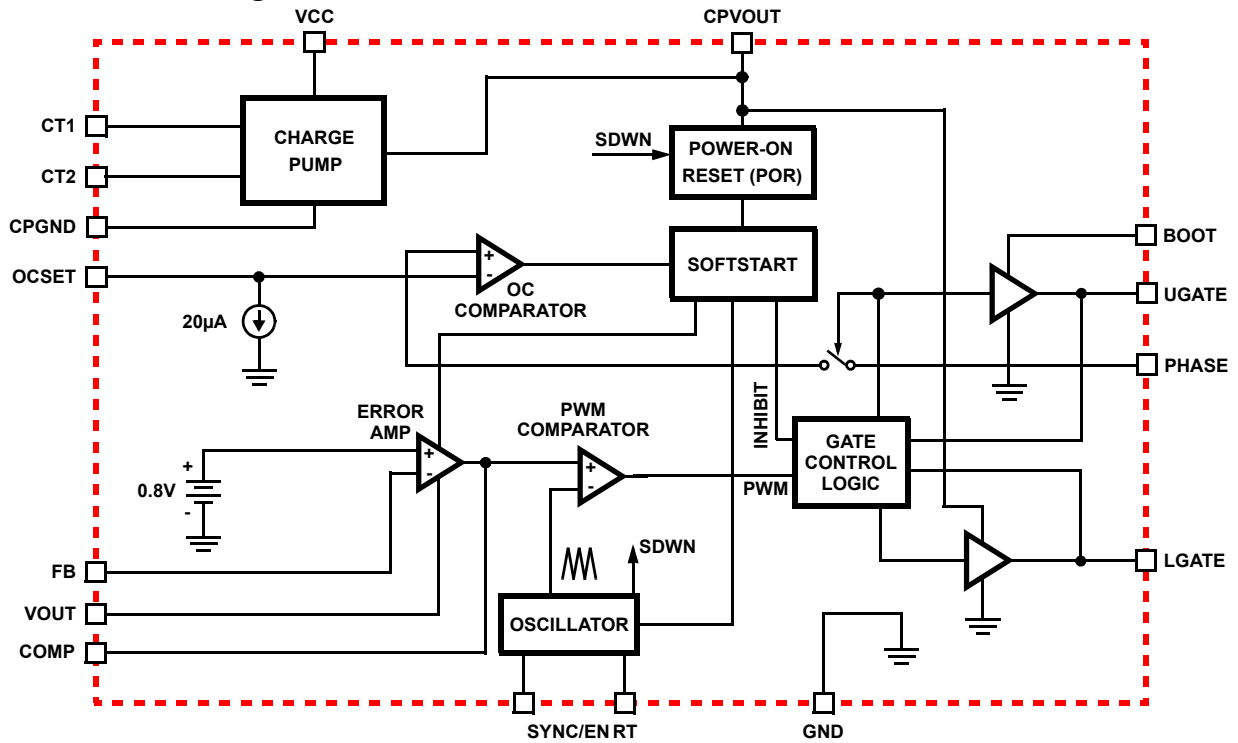 VCC
CPVOUT
CT1
CHARGE
PUMP
SDWN
POWER-ON
RESET (POR)
CT2
CPGND
BOOT
OCSET
+
-
OC
COMPARATOR
SOFTSTART
UGATE
20µA
PHASE
INHIBIT
ERROR
AMP
PWM
COMPARATOR
+
-
+
-
GATE
CONTROL
LOGIC
+
0.8V
-
PWM
SDWN
FB
LGATE
VOUT
OSCILLATOR
COMP
SYNC/EN
RT
GND